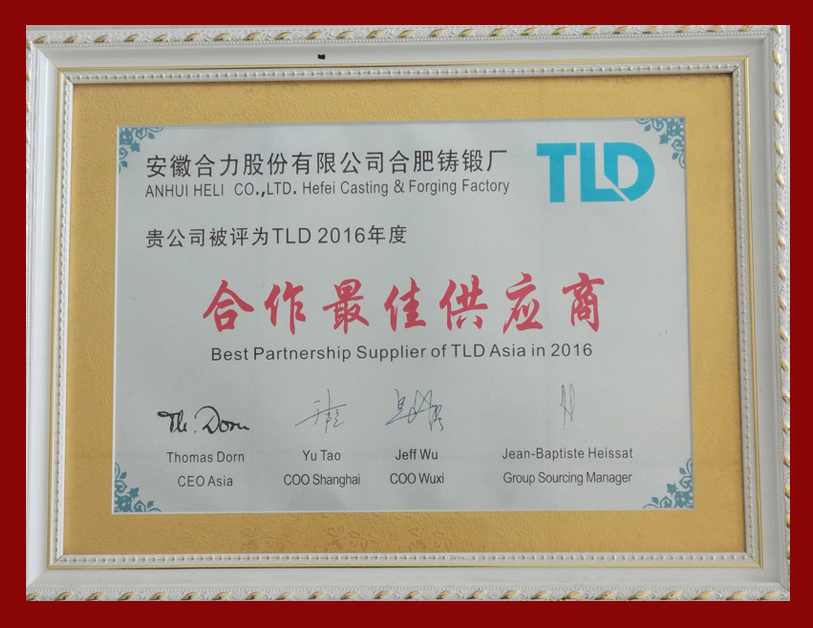 安徽合力股份有限公司合肥铸锻厂
ANHUI HELI CO.,LTD. Hefei Casting & Forging Factory
TLD
贵公司被评为TLD 2016年度
合作最佳供应商
Best Partnership Supplier of TLD Asia in 2016
Th. Dorn
Thomas Dorn
Yu Tao
Jeff Wu
Jean-Baptiste Heissat
CEO Asia
COO Shanghai
COO Wuxi
Group Sourcing Manager